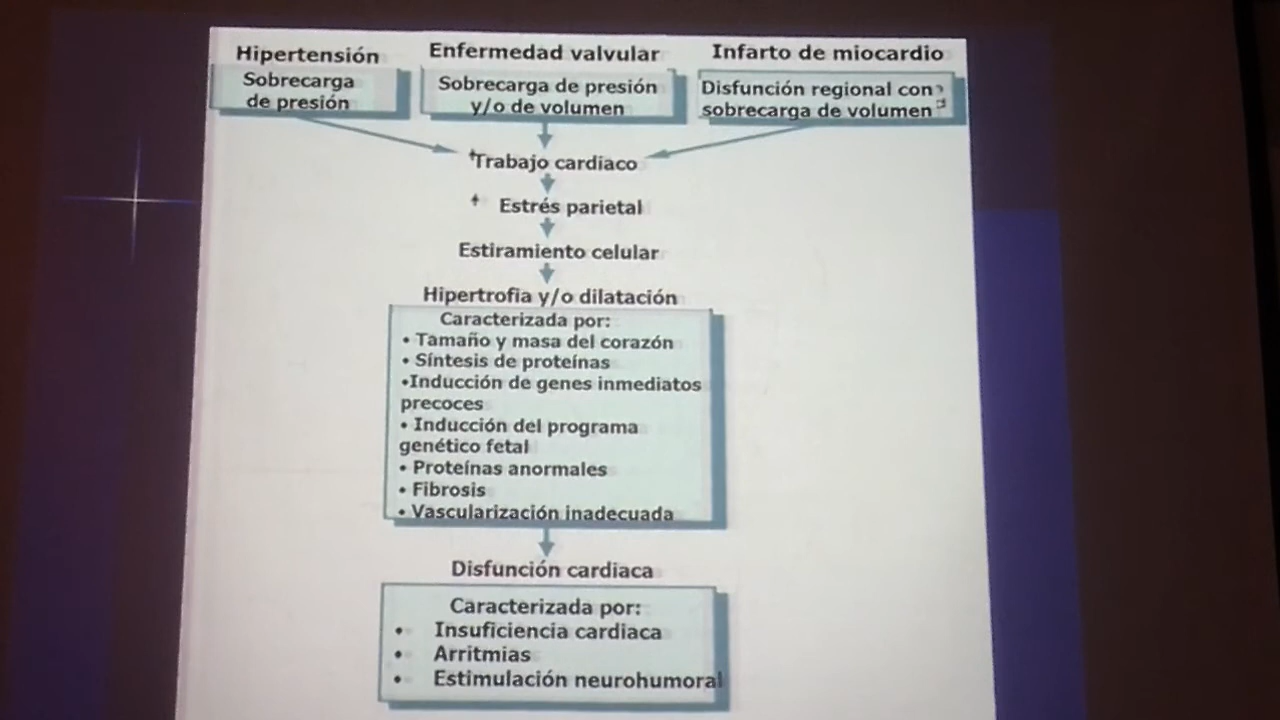 Hipertensión
Sobrecarga
de presión
Enfermedad valvular
Sobrecarga de presión
y/o de volumen
Infarto de miocardio
Disfunción regional con
sobrecarga de volumen
Trabajo cardiaco
Estrés parietal
Estiramiento celular
Hipertrofia y/o dilatación
Caracterizada por:
• Tamaño y masa del corazón
• Síntesis de proteínas
•Inducción de genes inmediatos
precoces
• Inducción del programa
genético fetal
• Proteínas anormales
• Fibrosis
• Vascularización inadecuada
Disfunción cardiaca
Caracterizada por:
• Insuficiencia cardiaca
• Arritmias
• Estimulación neurohumoral